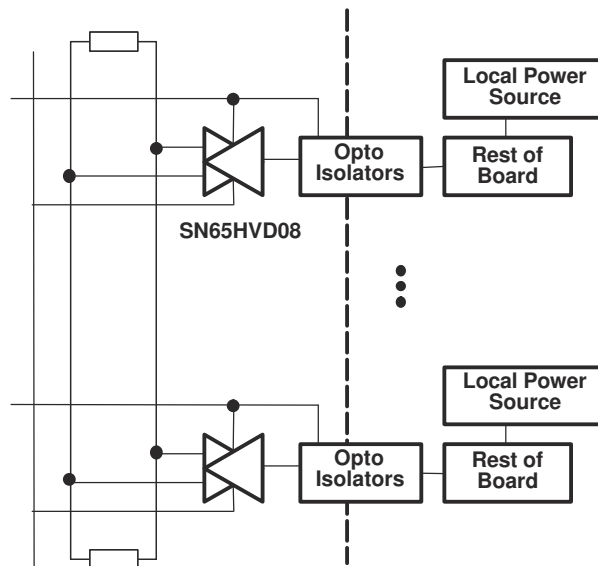 Local Power
Source
Opto
Isolators
Rest of
Board
SN65HVD08
Local Power
Source
Opto
Isolators
Rest of
Board